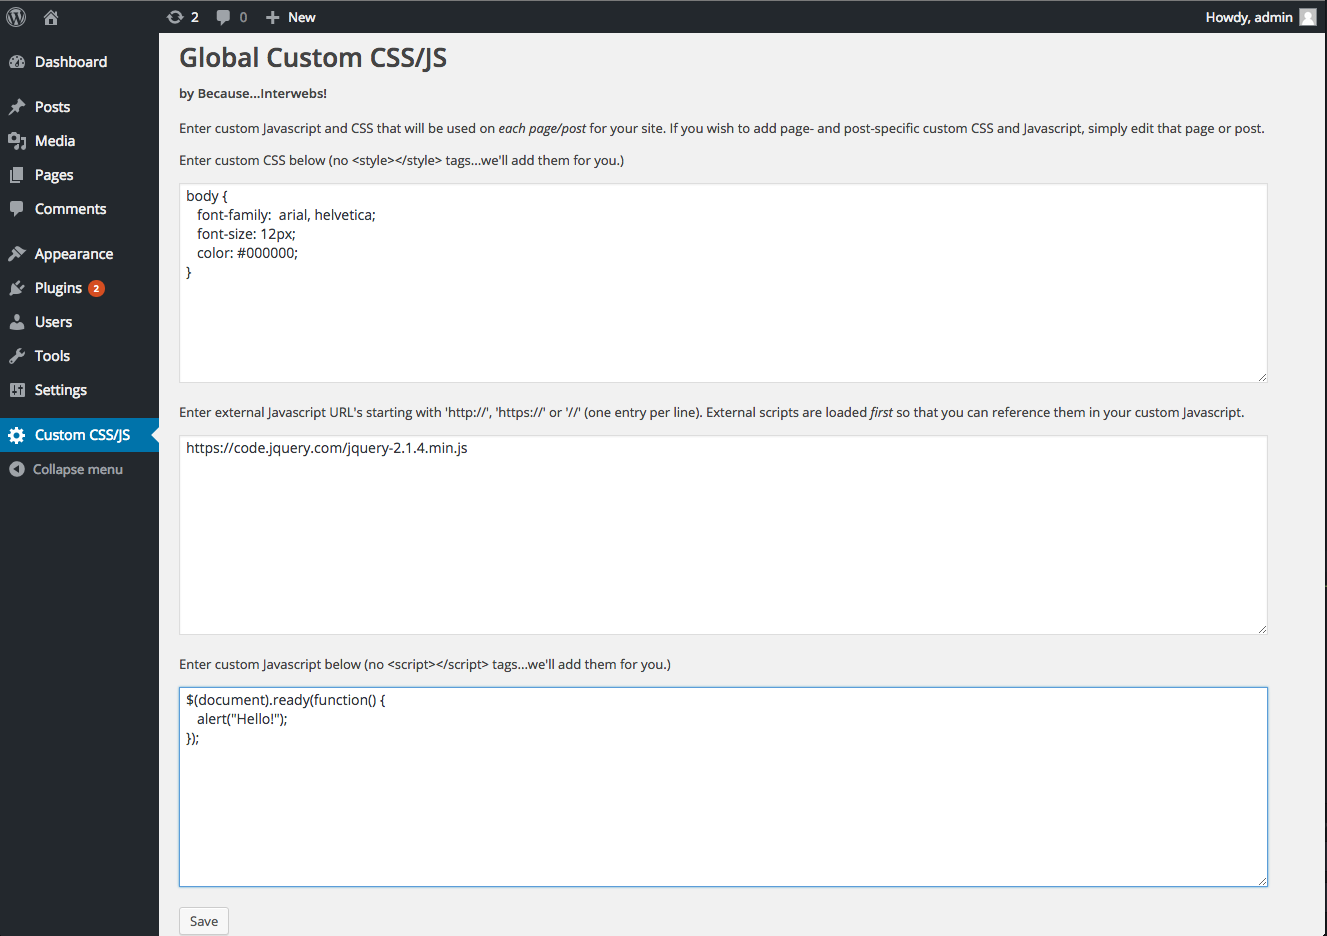 2 0 New Howdy, admin
Dashboard
Posts
Media
Pages
Comments
Appearance
Plugins 2
Users
Tools
Settings
Custom CSS/JS
Collapse menu
Global Custom CSS/JS
by Because...Interwebs!
Enter custom Javascript and CSS that will be used on each page/post for your site. If you wish to add page- and post-specific custom CSS and Javascript, simply edit that page or post.
Enter custom CSS below (no <style></style> tags...we'll add them for you.)
body {
font-family:  arial, helvetica;
font-size: 12px;
color: #000000;
}
Enter external Javascript URL's starting with 'http://', 'https://' or '//' (one entry per line). External scripts are loaded first so that you can reference them in your custom Javascript.
https://code.jquery.com/jquery-2.1.4.min.js
Enter custom Javascript below (no <script></script> tags...we'll add them for you.)
$(document).ready(function() {
alert("Hello!");
});
Save